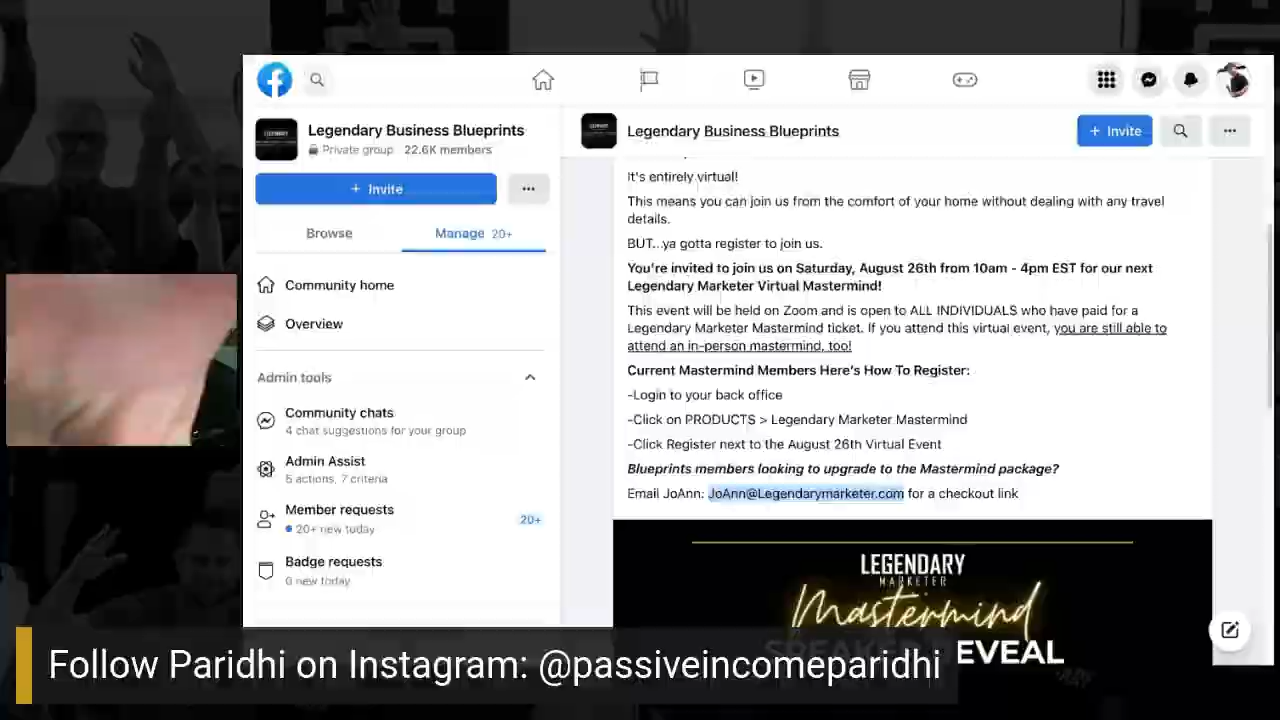 Legendary Business Blueprints
Private group 22.6K members
+ Invite
Browse
Manage 20+
Community home
Overview
Admin tools
Community chats
4 chat suggestions for your group
Admin Assist
5 actions, 7 criteria
Member requests
20+
20+ new today
Badge requests
0 new today
Legendary Business Blueprints
+ Invite
It's entirely virtual!
This means you can join us from the comfort of your home without dealing with any travel
details.
BUT...ya gotta register to join us.
You're invited to join us on Saturday, August 26th from 10am - 4pm EST for our next
Legendary Marketer Virtual Mastermind!
This event will be held on Zoom and is open to ALL INDIVIDUALS who have paid for a
Legendary Marketer Mastermind ticket. If you attend this virtual event, you are still able to
attend an in-person mastermind, too!
Current Mastermind Members Here's How To Register:
-Login to your back office
-Click on PRODUCTS > Legendary Marketer Mastermind
-Click Register next to the August 26th Virtual Event
Blueprints members looking to upgrade to the Mastermind package?
Email JoAnn: JoAnn@Legendarymarketer.com for a checkout link
LEGENDARY
MARKETER
Mastermind
EVEAL
Follow Paridhi on Instagram: @passiveincomeparidhi